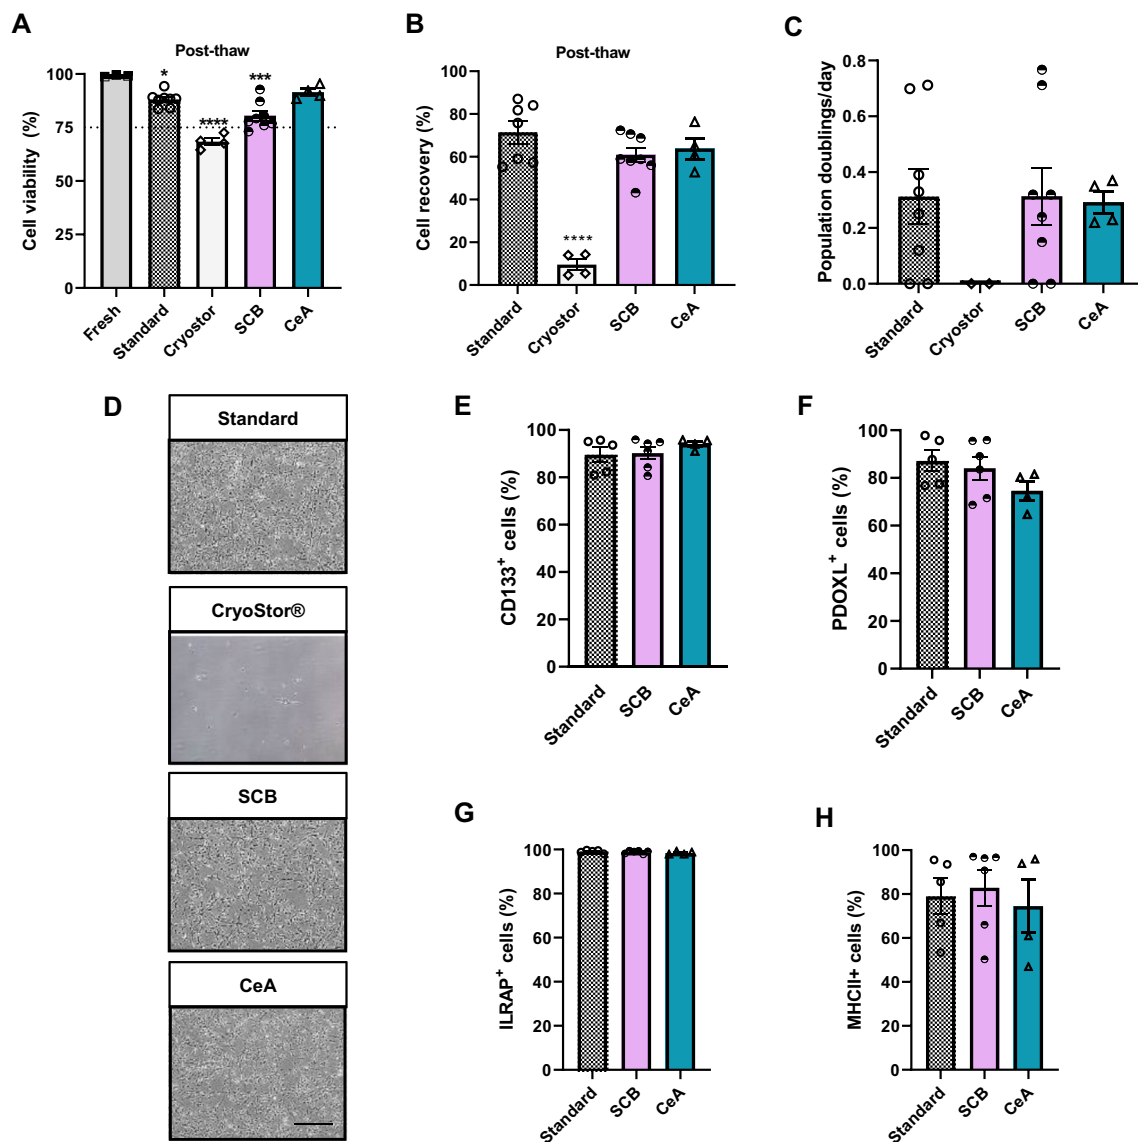 A
Post-thaw
Cell viability (%)
100
75
50
25
0
*
****
***
Fresh
Standard
Cryostor
SCB
CeA
B
Post-thaw
Cell recovery (%)
100
80
60
40
20
0
****
Standard
Cryostor
SCB
CeA
C
Population doublings/day
0.8
0.6
0.4
0.2
0.0
Standard
Cryostor
SCB
CeA
D
Standard
CryoStor®
SCB
CeA
E
CD133+ cells (%)
100
80
60
40
20
0
Standard
SCB
CeA
F
PDOXL+ cells (%)
100
80
60
40
20
0
Standard
SCB
CeA
G
ILRAP+ cells (%)
100
80
60
40
20
0
Standard
SCB
CeA
H
MHCII+ cells (%)
100
80
60
40
20
0
Standard
SCB
CeA